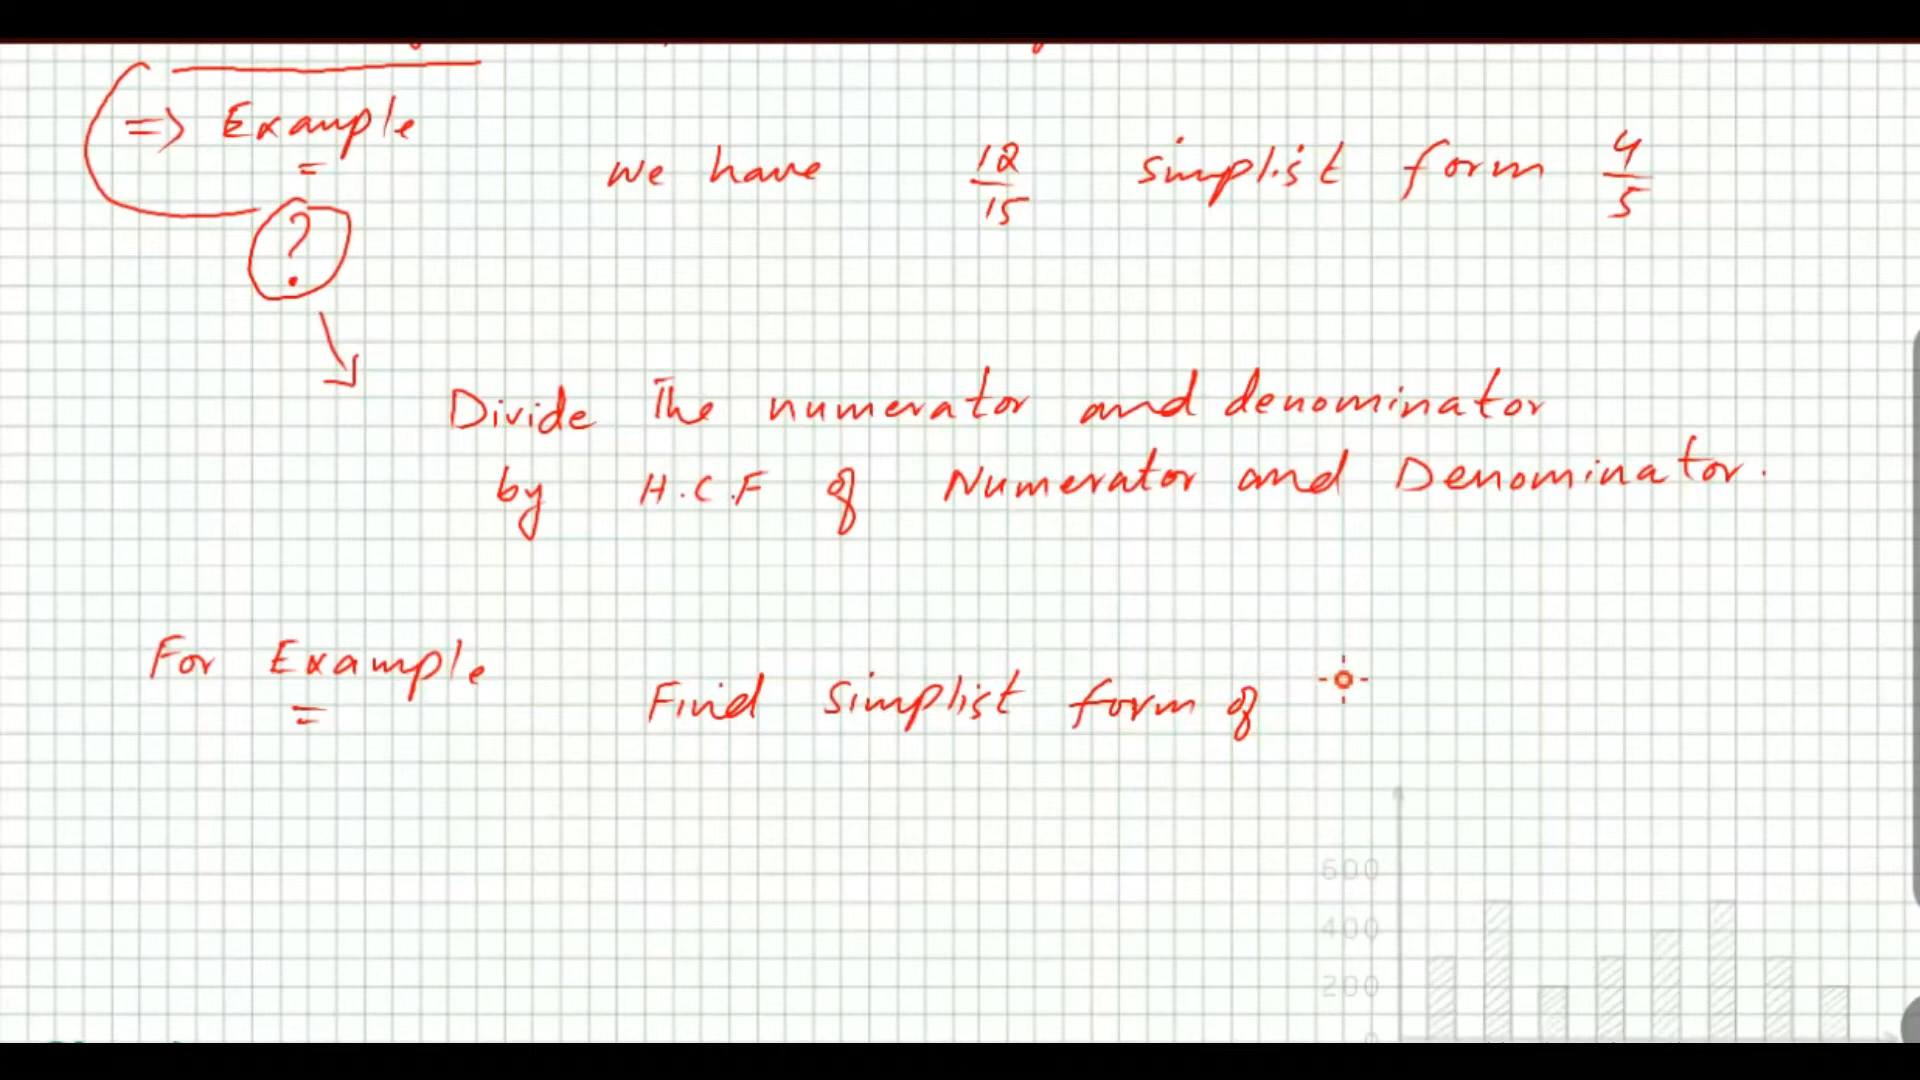 => Example
=
we have 12/15 simplist form 4/5
?
Divide The numerator and denominator
by H.C.F of Numerator and Denominator.
For Example
=
Find simplist form of
600
400
200
0